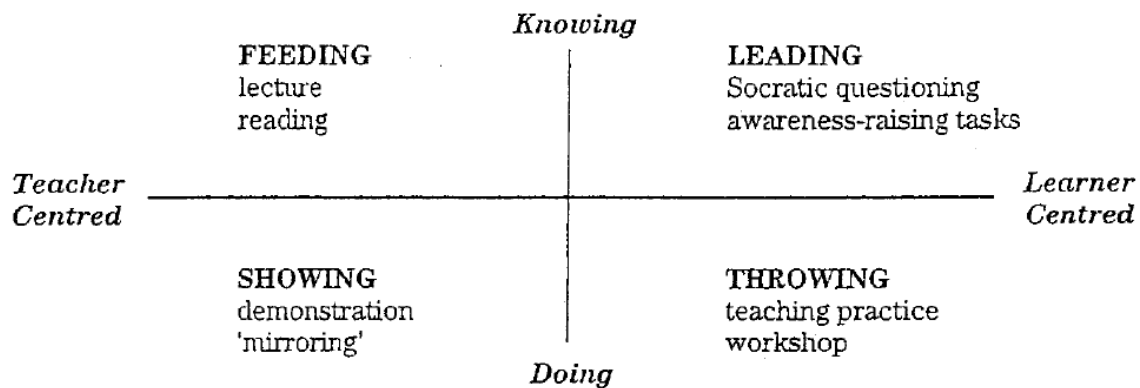 Knowing
FEEDING
lecture
reading
LEADING
Socratic questioning
awareness-raising tasks
Teacher
Centred
Learner
Centred
SHOWING
demonstration
'mirroring'
THROWING
teaching practice
workshop
Doing